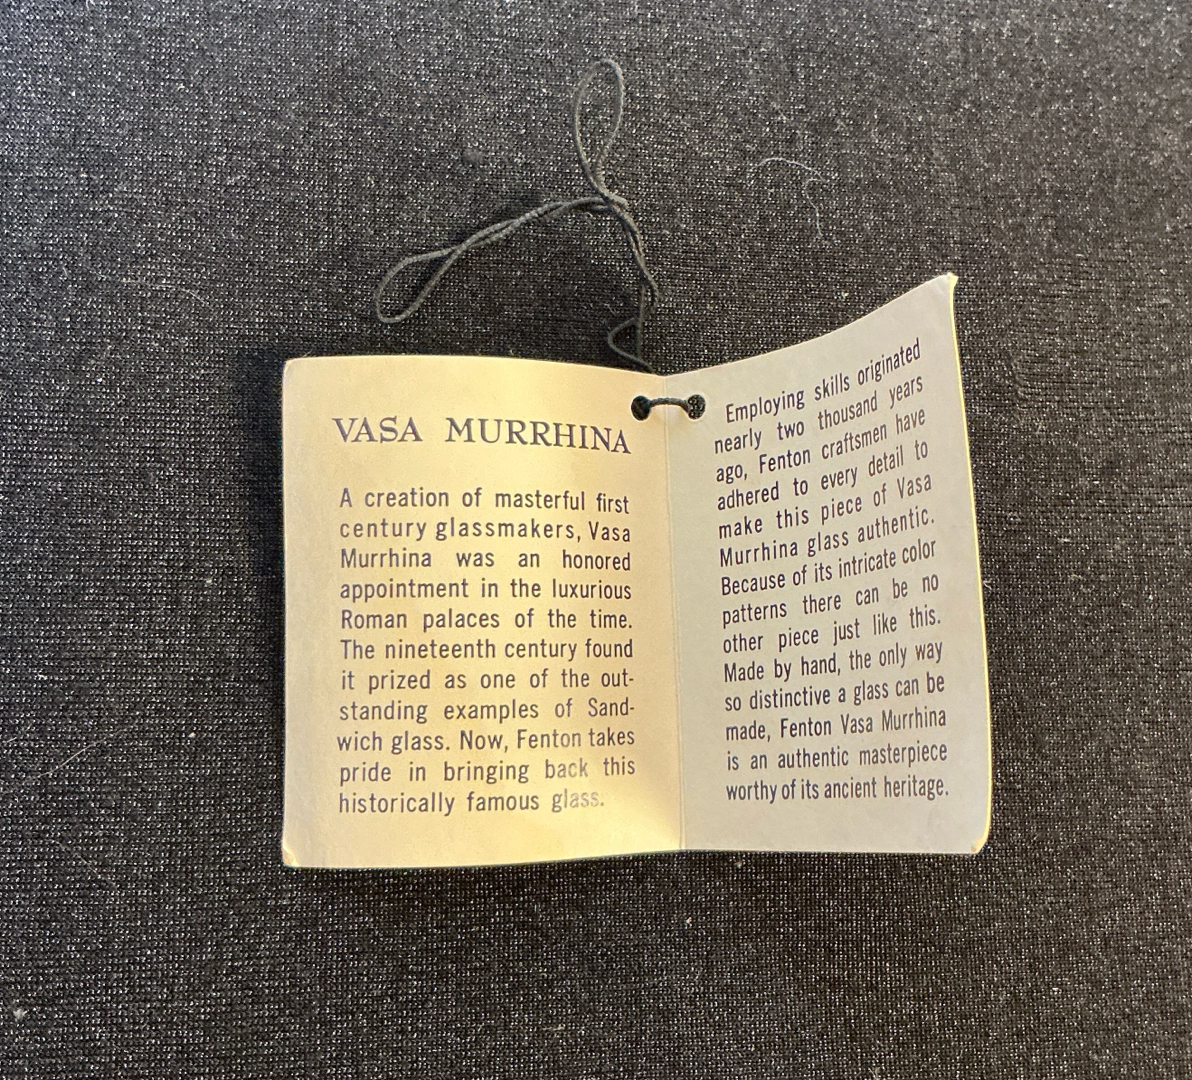 VASA MURRHINA
A creation of masterful first
century glassmakers, Vasa
Murrhina was an honored
appointment in the luxurious
Roman palaces of the time.
The nineteenth century found
it prized as one of the out-
standing examples of Sand-
wich glass. Now, Fenton takes
pride in bringing back this
historically famous glass.
Employing skills originated
nearly two thousand years
ago, Fenton craftsmen have
adhered to every detail to
make this piece of Vasa
Murrhina glass authentic.
Because of its intricate color
patterns there can be no
other piece just like this.
Made by hand, the only way
so distinctive a glass can be
made, Fenton Vasa Murrhina
is an authentic masterpiece
worthy of its ancient heritage.